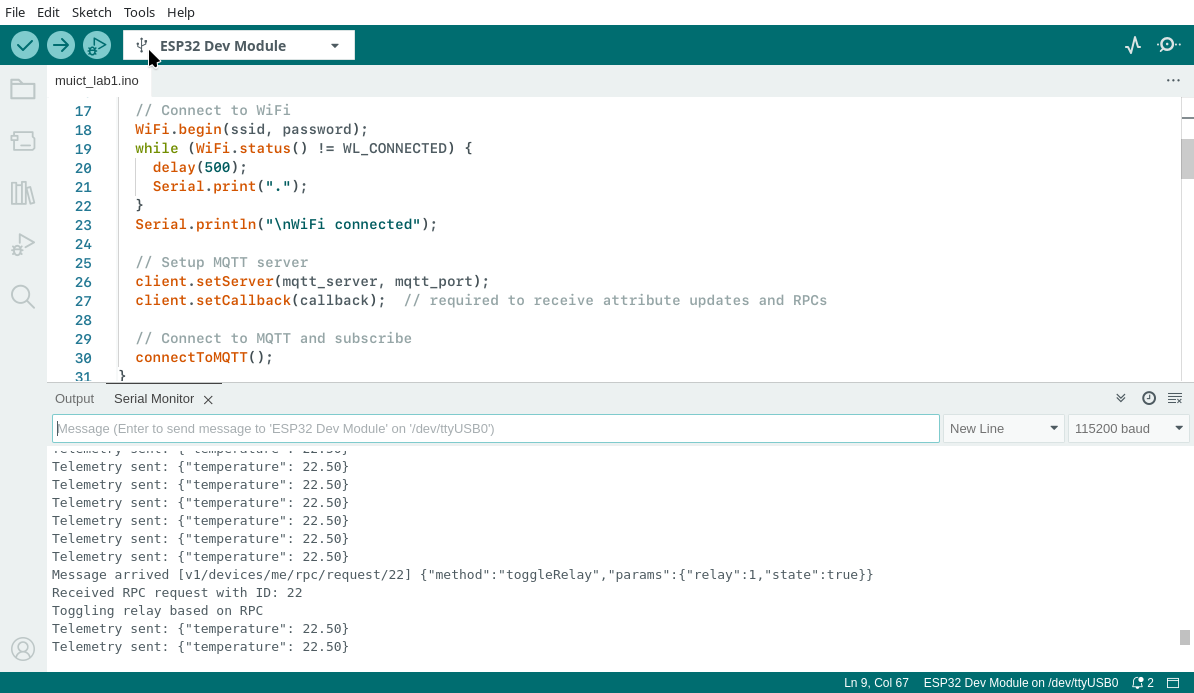 File Edit Sketch Tools Help
ESP32 Dev Module
muict_lab1.ino
17 // Connect to WiFi
18 WiFi.begin(ssid, password);
19 while (WiFi.status() != WL_CONNECTED) {
20 delay(500);
21 Serial.print(".");
22 }
23 Serial.println("\nWiFi connected");
24
25 // Setup MQTT server
26 client.setServer(mqtt_server, mqtt_port);
27 client.setCallback(callback); // required to receive attribute updates and RPCs
28
29 // Connect to MQTT and subscribe
30 connectToMQTT();
31 }
Output Serial Monitor
Message (Enter to send message to 'ESP32 Dev Module' on '/dev/ttyUSB0') New Line 115200 baud
Telemetry sent: {"temperature": 22.50}
Telemetry sent: {"temperature": 22.50}
Telemetry sent: {"temperature": 22.50}
Telemetry sent: {"temperature": 22.50}
Telemetry sent: {"temperature": 22.50}
Telemetry sent: {"temperature": 22.50}
Telemetry sent: {"temperature": 22.50}
Message arrived [v1/devices/me/rpc/request/22] {"method":"toggleRelay","params":{"relay":1,"state":true}}
Received RPC request with ID: 22
Toggling relay based on RPC
Telemetry sent: {"temperature": 22.50}
Telemetry sent: {"temperature": 22.50}
Ln 9, Col 67 ESP32 Dev Module on /dev/ttyUSB0 2